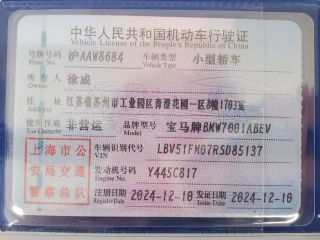 中华人民共和国机动车行驶证
Vehicle License of the People's Republic of China
号牌号码 沪AAW8684 车辆类型 小型轿车
Plate No. Vehicle Type
所有人 徐成
Owner
住址 江苏省苏州市工业园区青澄花园一区8幢1703室
Address
使用性质 非营运 品牌型号 宝马牌BMW7001ABEV
Use Character Model
上海市公 车辆识别代号 LBV51FM07RSD85137
VIN
安局交通 发动机号码 Y445C817
Engine No.
警察总队 注册日期 2024-12-10 发证日期 2024-12-10
Register Date Issue Date